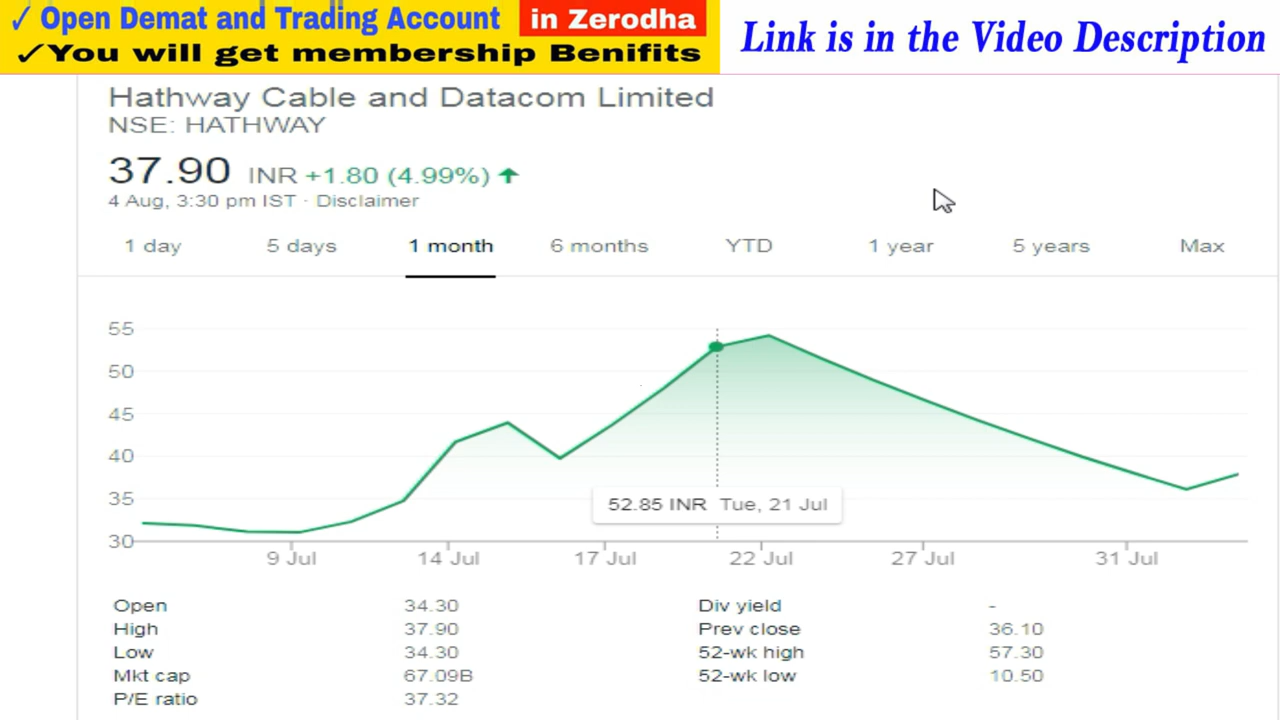 ✓ Open Demat and Trading Account in Zerodha
✓You will get membership Benifits
Link is in the Video Description
Hathway Cable and Datacom Limited
NSE: HATHWAY
37.90 INR +1.80 (4.99%) ↑
4 Aug, 3:30 pm IST · Disclaimer
1 day 5 days 1 month 6 months YTD 1 year 5 years Max
55
50
45
40
35
30
52.85 INR Tue, 21 Jul
9 Jul 14 Jul 17 Jul 22 Jul 27 Jul 31 Jul
Open 34.30 Div yield -
High 37.90 Prev close 36.10
Low 34.30 52-wk high 57.30
Mkt cap 67.09B 52-wk low 10.50
P/E ratio 37.32